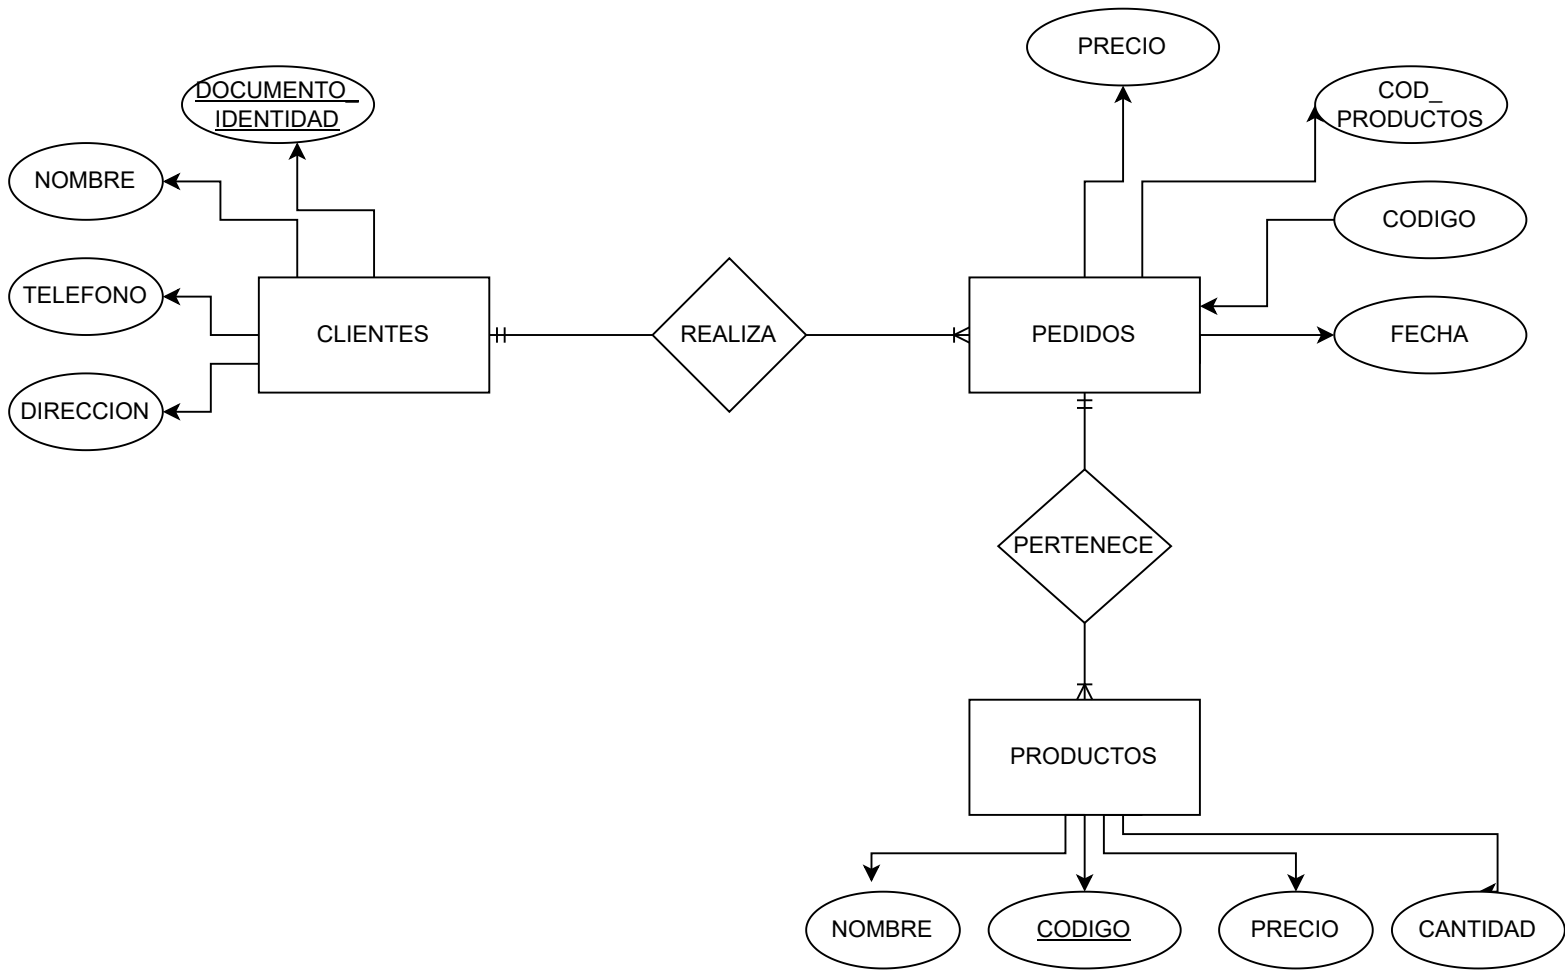 PRECIO
DOCUMENTO_
IDENTIDAD
COD_
PRODUCTOS
NOMBRE
CODIGO
TELEFONO
CLIENTES
REALIZA
PEDIDOS
FECHA
DIRECCION
PERTENECE
PRODUCTOS
NOMBRE
CODIGO
PRECIO
CANTIDAD